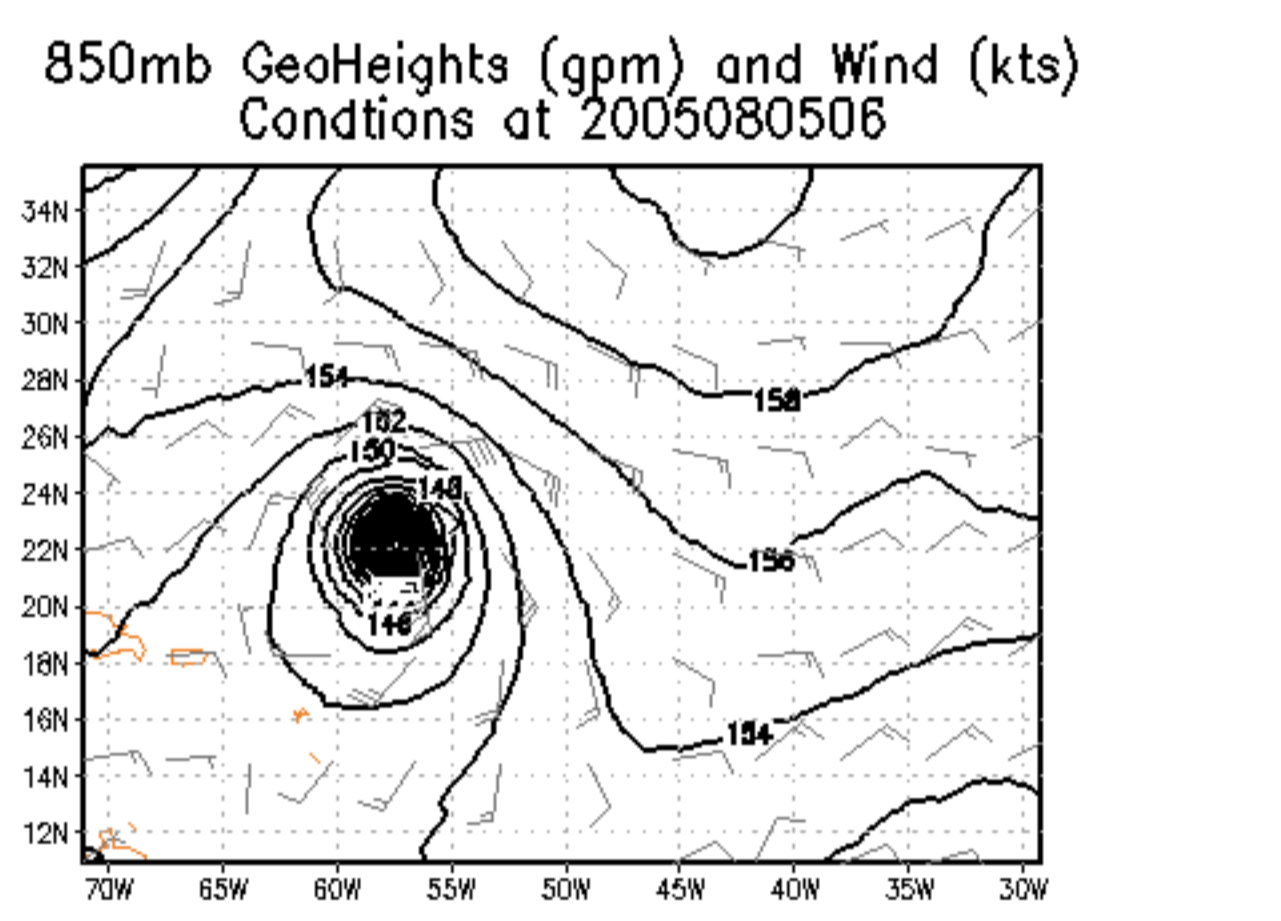 850mb GeoHeights (gpm) and Wind (kts)
Condtions at 2005080506
34N
32N
30N
28N
26N
24N
22N
20N
18N
16N
14N
12N
154
152
150
148
146
158
156
154
70W 65W 60W 55W 50W 45W 40W 35W 30W